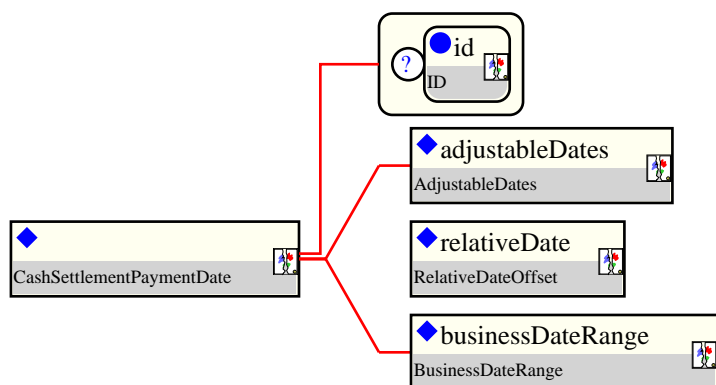 id
?
ID
adjustableDates
AdjustableDates
relativeDate
CashSettlementPaymentDate
RelativeDateOffset
businessDateRange
BusinessDateRange